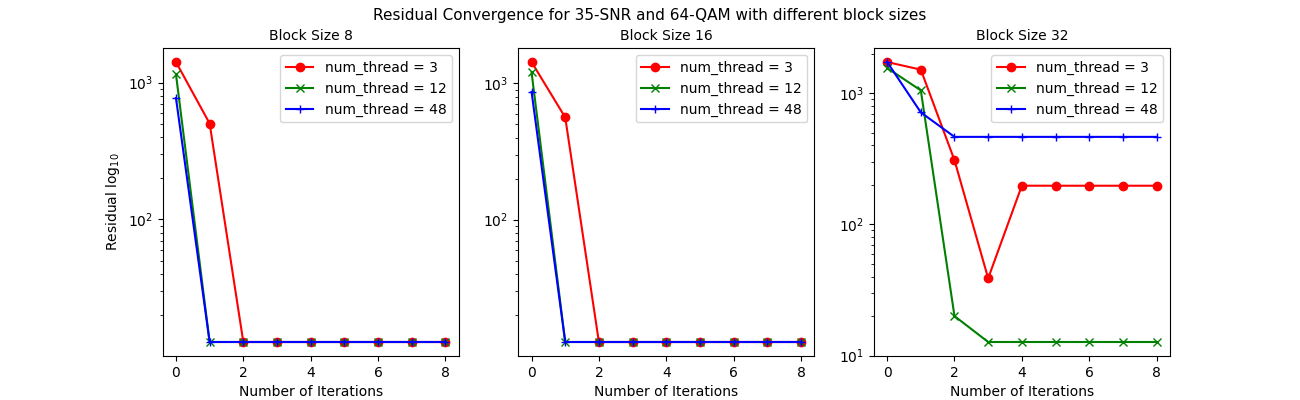 Residual Convergence for 35-SNR and 64-QAM with different block sizes
Block Size 8
num_thread = 3
num_thread = 12
num_thread = 48
10³
10²
Residual log₁₀
0 2 4 6 8
Number of Iterations
Block Size 16
num_thread = 3
num_thread = 12
num_thread = 48
10³
10²
0 2 4 6 8
Number of Iterations
Block Size 32
num_thread = 3
num_thread = 12
num_thread = 48
10³
10²
10¹
0 2 4 6 8
Number of Iterations